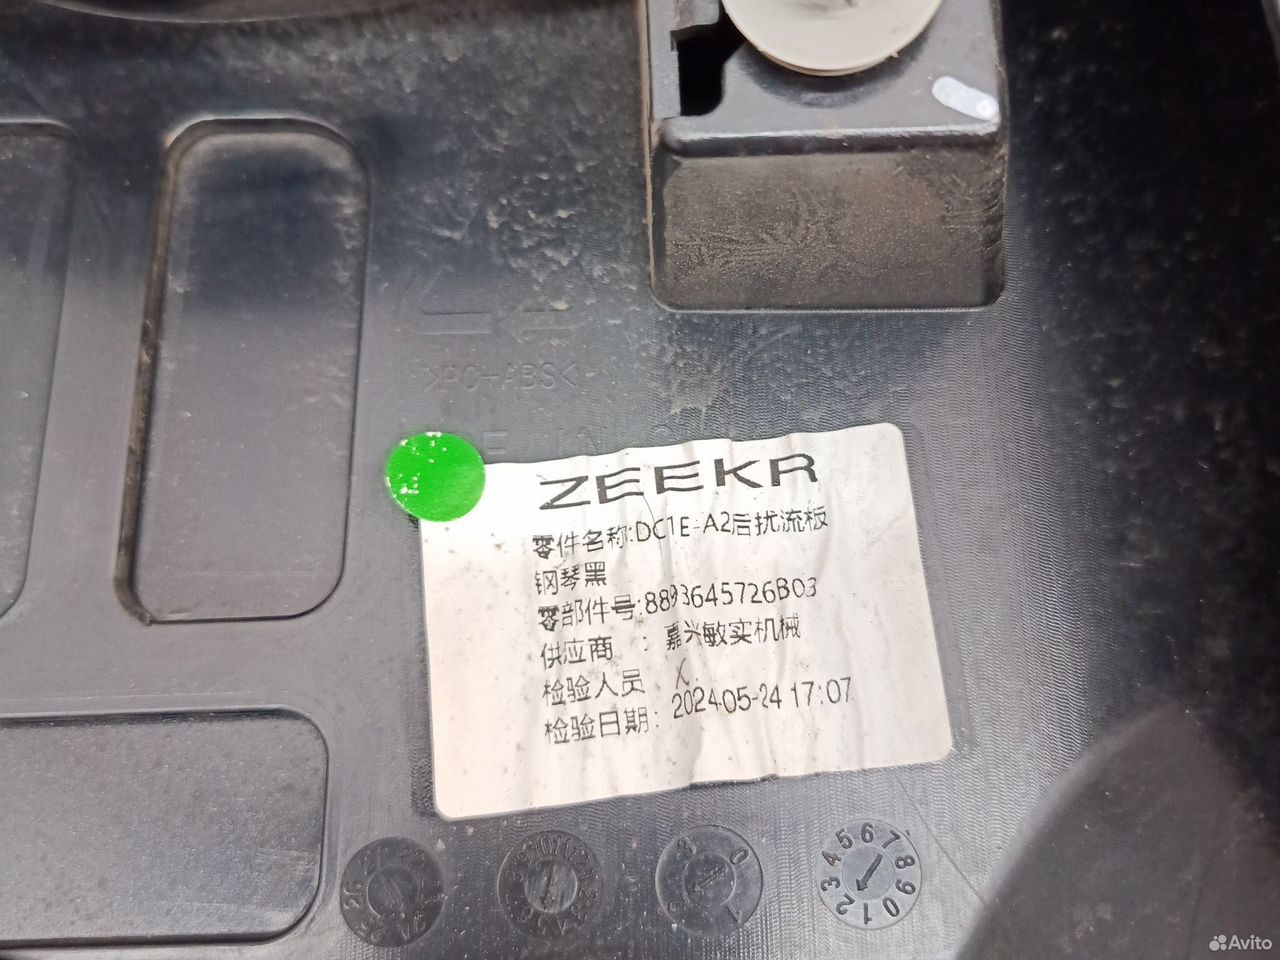 >PC-ABS<
ZEEKR
零件名称:DC1E-A2后扰流板
钢琴黑
零部件号:8893645726B03
供应商 : 嘉兴敏实机械
检验人员
检验日期: 2024-05-24 17:07
Avito